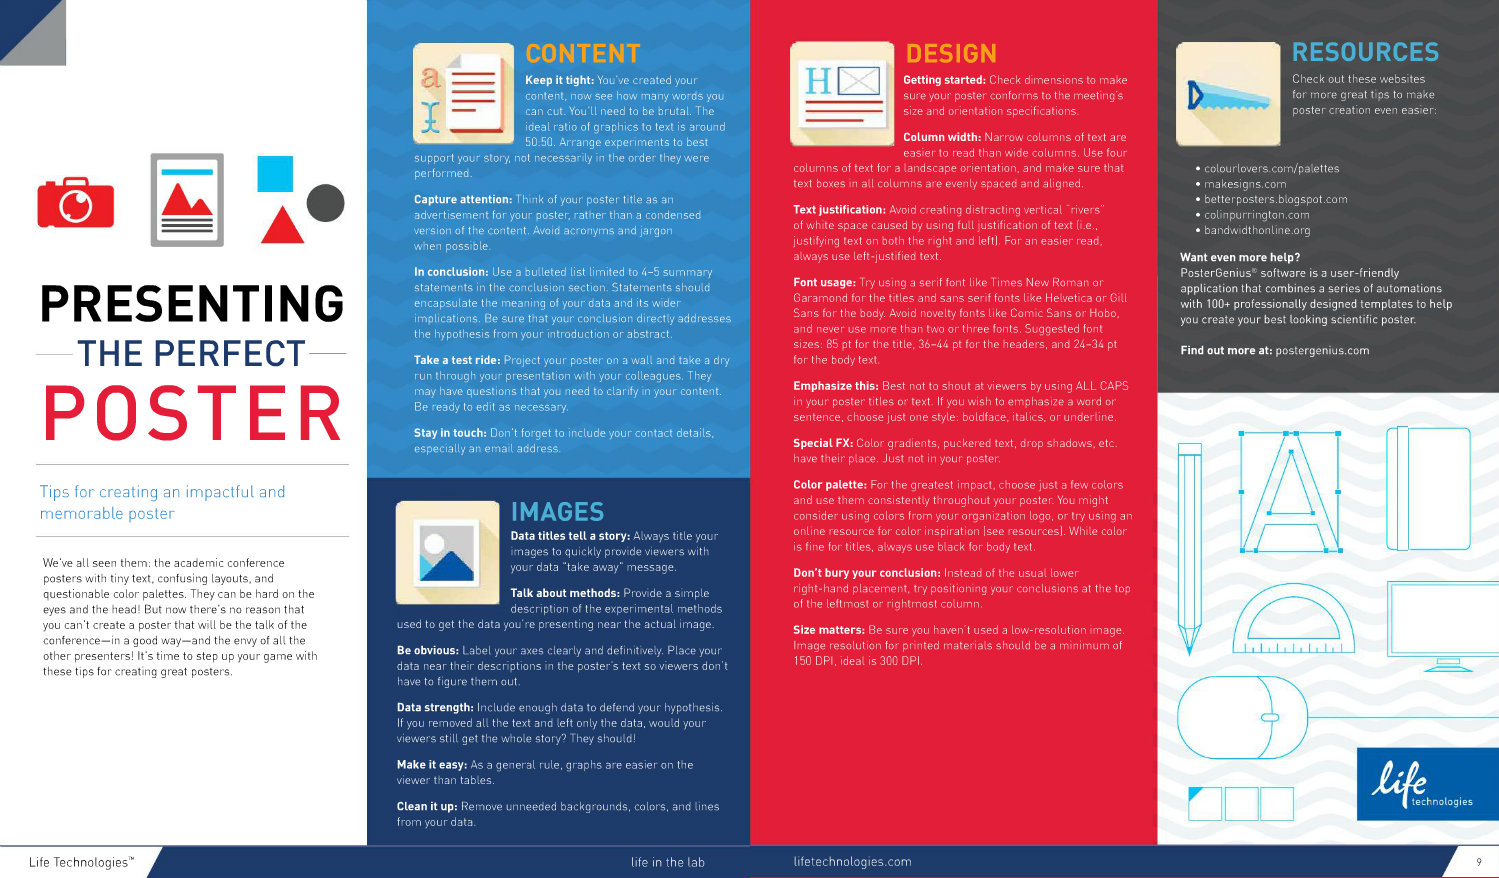 PRESENTING
THE PERFECT
POSTER
Tips for creating an impactful and
memorable poster
We've all seen them: the academic conference
posters with tiny text, confusing layouts, and
questionable color palettes. They can be hard on the
eyes and the head! But now there's no reason that
you can't create a poster that will be the talk of the
conference—in a good way—and the envy of all the
other presenters! It's time to step up your game with
these tips for creating great posters.
a
CONTENT
Keep it tight: You've created your
content, now see how many words you
can cut. You'll need to be brutal. The
ideal ratio of graphics to text is around
50:50. Arrange experiments to best
support your story, not necessarily in the order they were
performed.
Capture attention: Think of your poster title as an
advertisement for your poster, rather than a condensed
version of the content. Avoid acronyms and jargon
when possible.
In conclusion: Use a bulleted list limited to 4–5 summary
statements in the conclusion section. Statements should
encapsulate the meaning of your data and its wider
implications. Be sure that your conclusion directly addresses
the hypothesis from your introduction or abstract.
Take a test ride: Project your poster on a wall and take a dry
run through your presentation with your colleagues. They
may have questions that you need to clarify in your content.
Be ready to edit as necessary.
Stay in touch: Don't forget to include your contact details,
especially an email address.
IMAGES
Data titles tell a story: Always title your
images to quickly provide viewers with
your data "take away" message.
Talk about methods: Provide a simple
description of the experimental methods
used to get the data you're presenting near the actual image.
Be obvious: Label your axes clearly and definitively. Place your
data near their descriptions in the poster's text so viewers don't
have to figure them out.
Data strength: Include enough data to defend your hypothesis.
If you removed all the text and left only the data, would your
viewers still get the whole story? They should!
Make it easy: As a general rule, graphs are easier on the
viewer than tables.
Clean it up: Remove unneeded backgrounds, colors, and lines
from your data.
H
DESIGN
Getting started: Check dimensions to make
sure your poster conforms to the meeting's
size and orientation specifications.
Column width: Narrow columns of text are
easier to read than wide columns. Use four
columns of text for a landscape orientation, and make sure that
text boxes in all columns are evenly spaced and aligned.
Text justification: Avoid creating distracting vertical "rivers"
of white space caused by using full justification of text (i.e.,
justifying text on both the right and left). For an easier read,
always use left-justified text.
Font usage: Try using a serif font like Times New Roman or
Garamond for the titles and sans serif fonts like Helvetica or Gill
Sans for the body. Avoid novelty fonts like Comic Sans or Hobo,
and never use more than two or three fonts. Suggested font
sizes: 85 pt for the title, 36–44 pt for the headers, and 24–34 pt
for the body text.
Emphasize this: Best not to shout at viewers by using ALL CAPS
in your poster titles or text. If you wish to emphasize a word or
sentence, choose just one style: boldface, italics, or underline.
Special FX: Color gradients, puckered text, drop shadows, etc.
have their place. Just not in your poster.
Color palette: For the greatest impact, choose just a few colors
and use them consistently throughout your poster. You might
consider using colors from your organization logo, or try using an
online resource for color inspiration (see resources). While color
is fine for titles, always use black for body text.
Don't bury your conclusion: Instead of the usual lower
right-hand placement, try positioning your conclusions at the top
of the leftmost or rightmost column.
Size matters: Be sure you haven't used a low-resolution image.
Image resolution for printed materials should be a minimum of
150 DPI, ideal is 300 DPI.
RESOURCES
Check out these websites
for more great tips to make
poster creation even easier:
• colourlovers.com/palettes
• makesigns.com
• betterposters.blogspot.com
• colinpurrington.com
• bandwidthonline.org
Want even more help?
PosterGenius® software is a user-friendly
application that combines a series of automations
with 100+ professionally designed templates to help
you create your best looking scientific poster.
Find out more at: postergenius.com
A
life
technologies
Life Technologies™
life in the lab
lifetechnologies.com
9